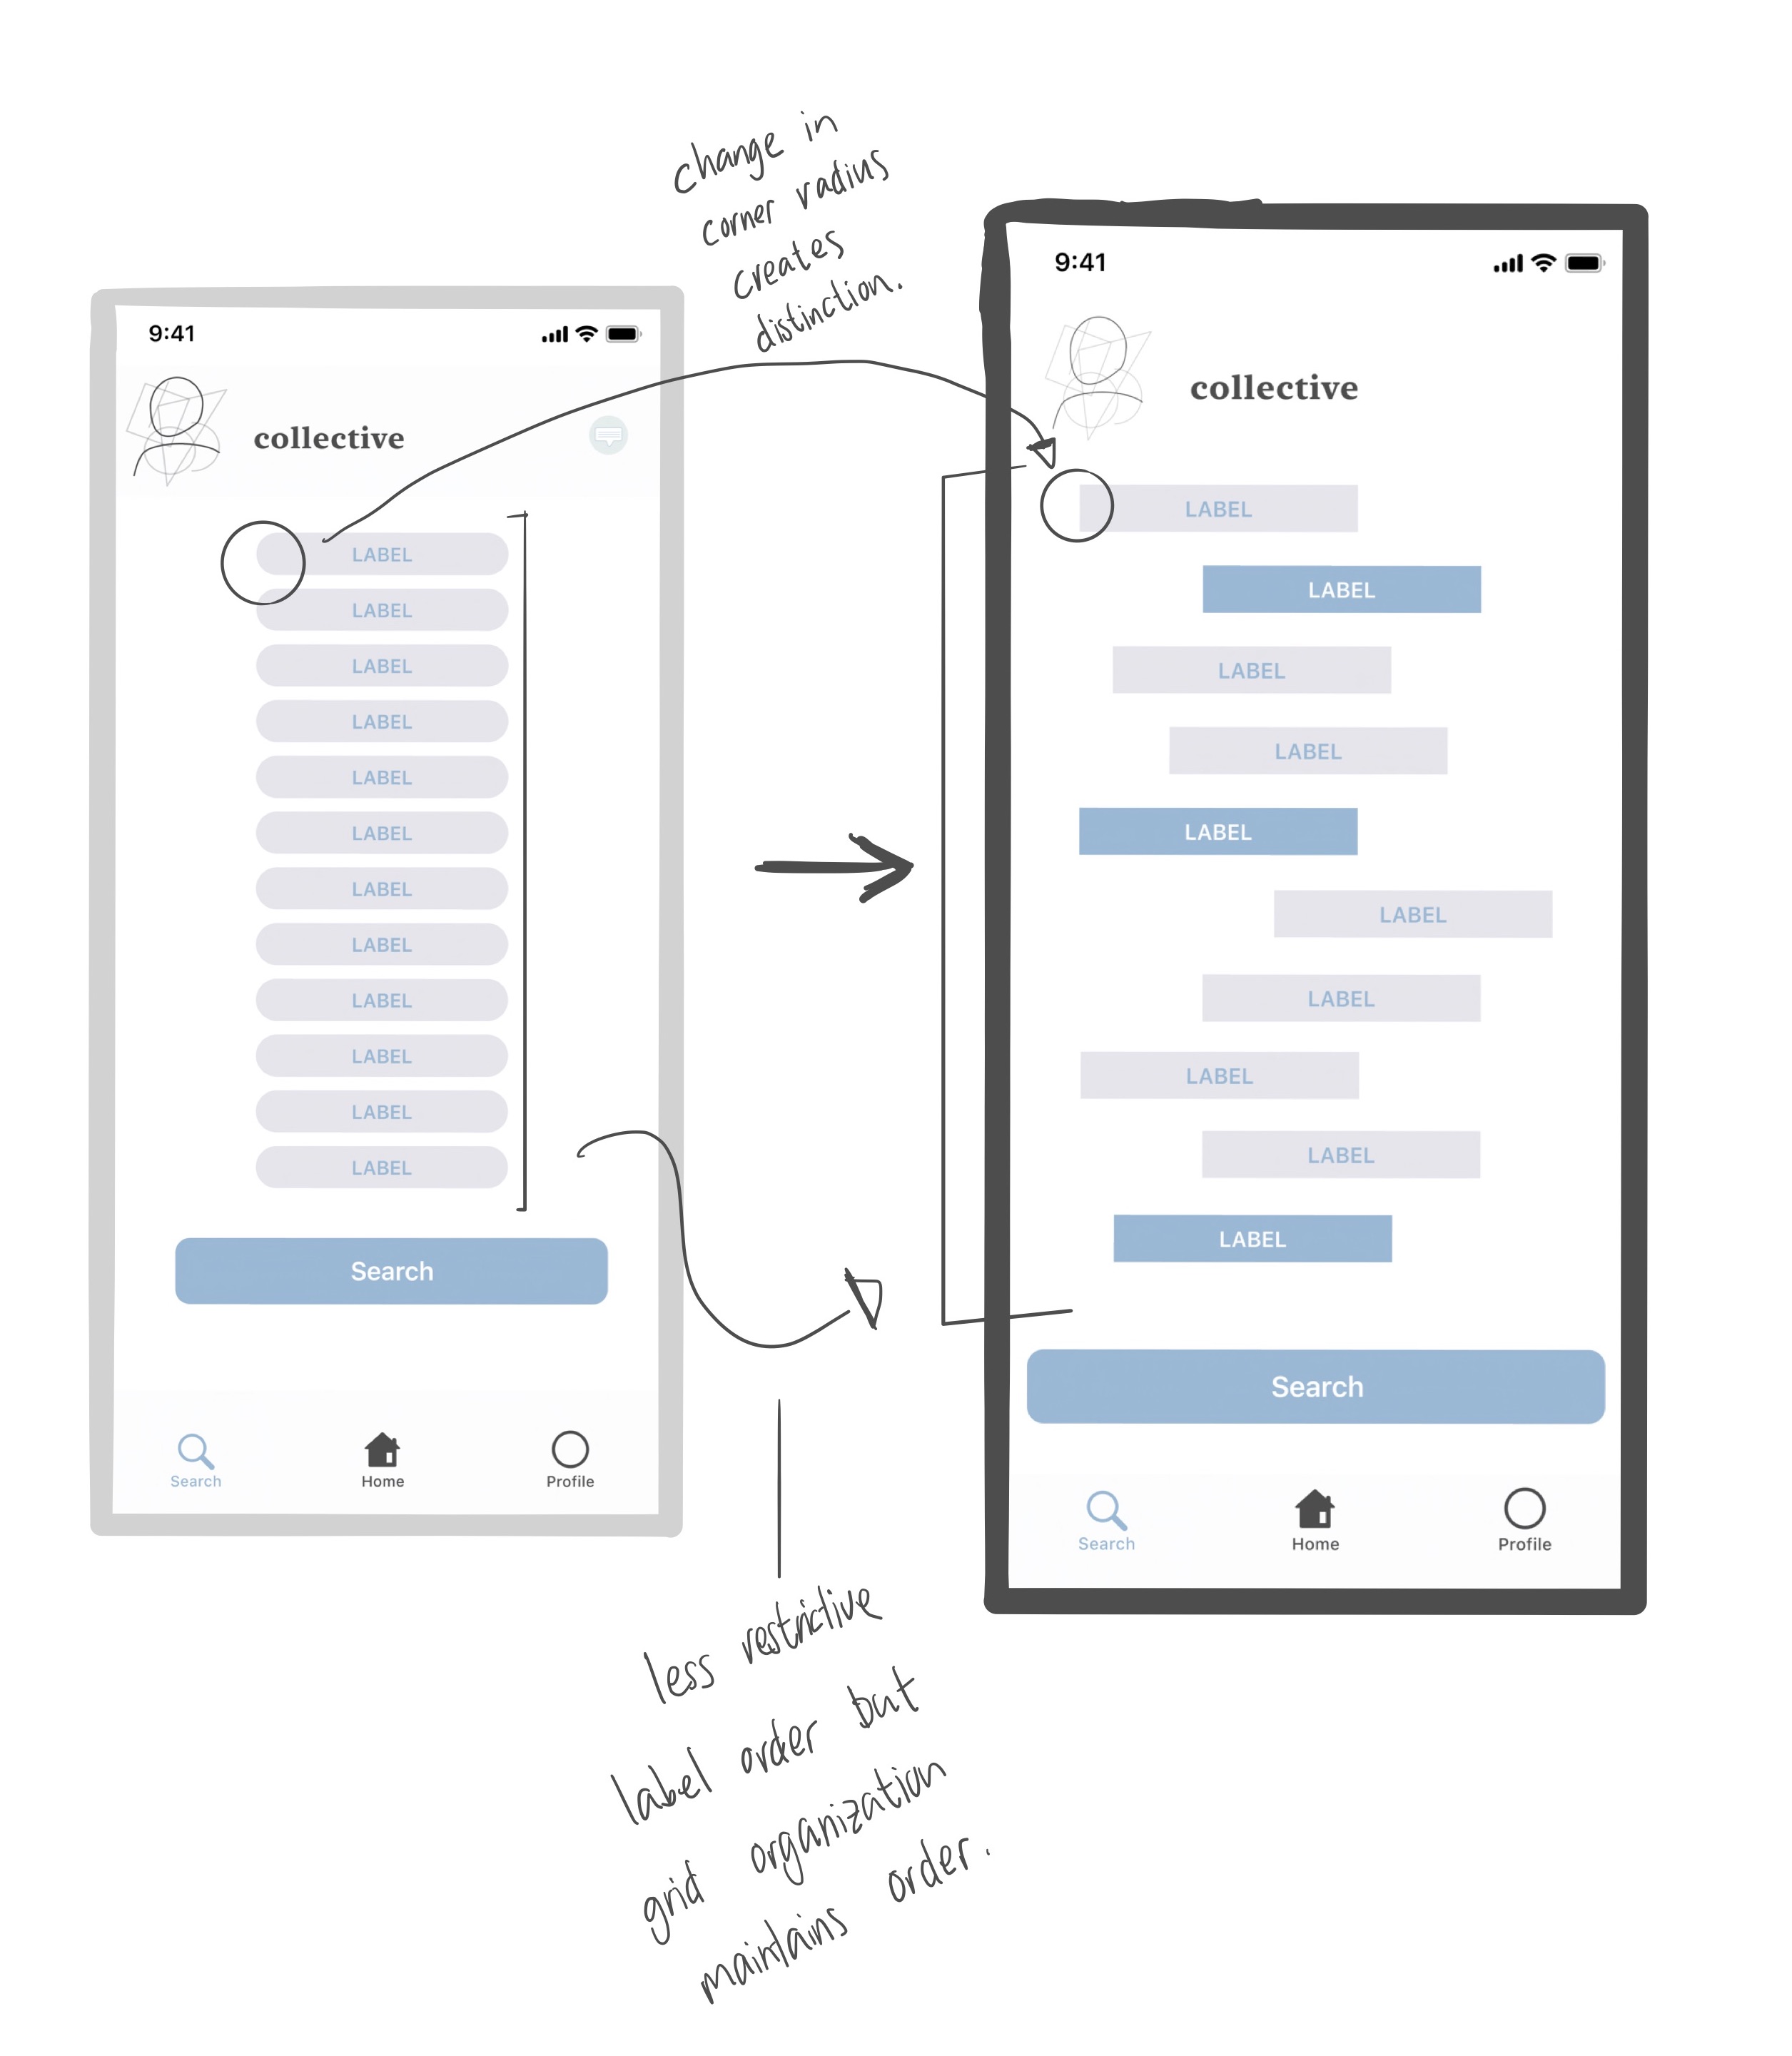 change in
corner radius
creates
distinction.
9:41
collective
LABEL
LABEL
LABEL
LABEL
LABEL
LABEL
LABEL
LABEL
LABEL
LABEL
LABEL
LABEL
Search
Search
Home
Profile
9:41
collective
LABEL
LABEL
LABEL
LABEL
LABEL
LABEL
LABEL
LABEL
LABEL
LABEL
Search
Search
Home
Profile
less restrictive
label order but
grid organization
maintains order.